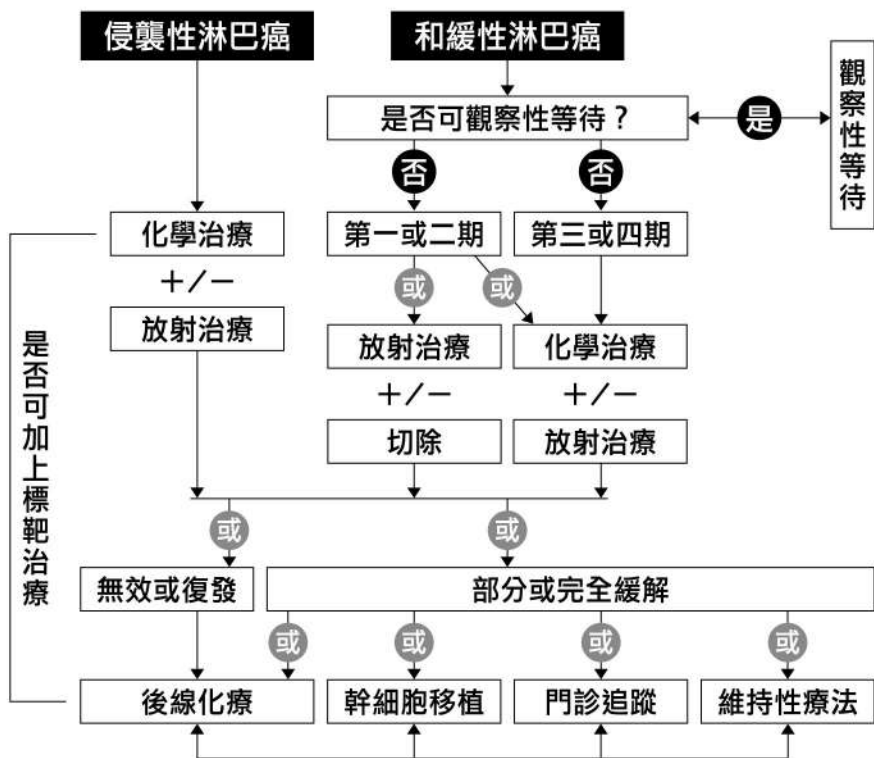 侵襲性淋巴癌
和緩性淋巴癌
觀察性等待
是否可觀察性等待？
是
否
否
化學治療
第一或二期
第三或四期
＋／－
或
或
放射治療
放射治療
化學治療
是否可加上標靶治療
＋／－
＋／－
切除
放射治療
或
或
無效或復發
部分或完全緩解
或
或
或
或
後線化療
幹細胞移植
門診追蹤
維持性療法